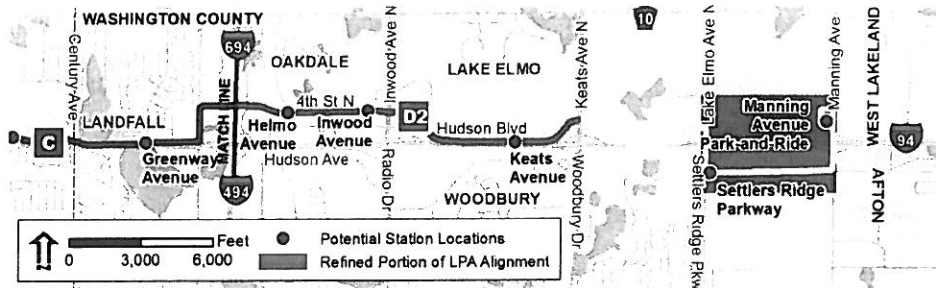 WASHINGTON COUNTY
Century Ave
694
MATCH LINE
OAKDALE
Inwood Ave N
LAKE ELMO
Keats Ave N
10
Lake Elmo Ave N
Manning Ave
WEST LAKELAND
C
LANDFALL
Greenway
Avenue
4th St N
Helmo
Avenue
Inwood
Avenue
Hudson Ave
D2
Hudson Blvd
Keats
Avenue
Manning
Avenue
Park-and-Ride
94
494
Radio Dr
WOODBURY
Woodbury Dr
Settlers Ridge Pkwy
Settlers Ridge
Parkway
AFTON
N
Feet
0 3,000 6,000
Potential Station Locations
Refined Portion of LPA Alignment